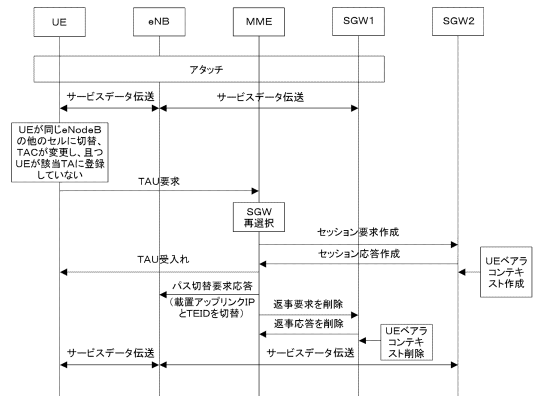 UE
eNB
MME
SGW1
SGW2
アタッチ
サービスデータ伝送
サービスデータ伝送
UEが同じeNodeB
の他のセルに切替、
TACが変更し、且つ
UEが該当TAに登録
していない
TAU要求
SGW
再選択
セッション要求作成
セッション応答作成
TAU受入れ
UEベアラ
コンテキ
スト作成
パス切替要求応答
(載置アップリンクIP
とTEIDを切替)
返事要求を削除
返事応答を削除
UEベアラ
コンテキ
スト削除
サービスデータ伝送
サービスデータ伝送